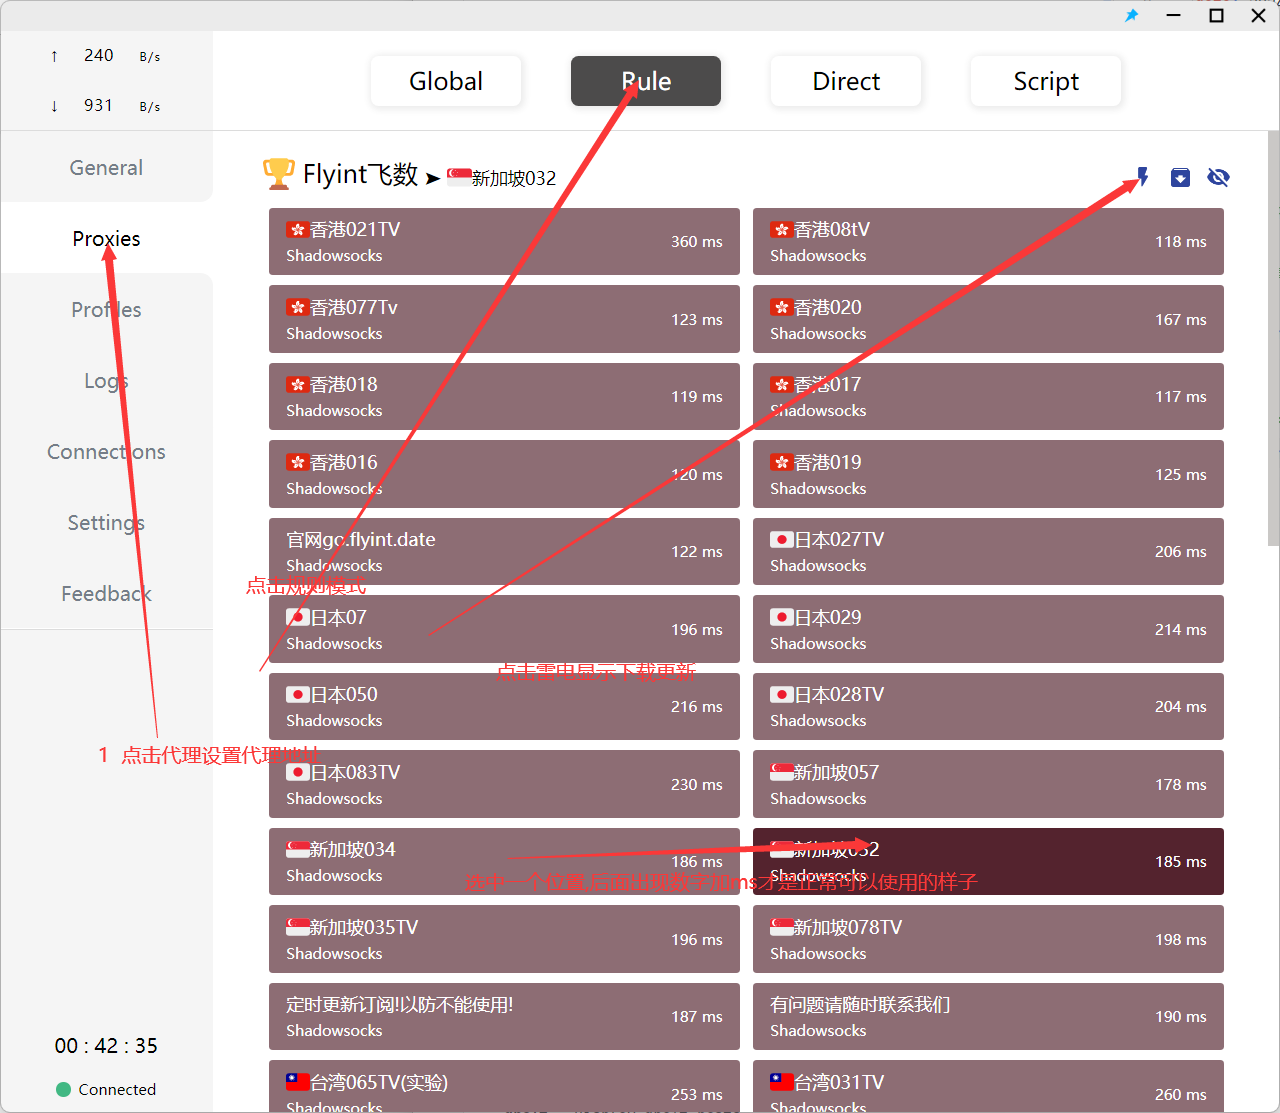 ↑ 240 B/s
↓ 931 B/s
General
Proxies
Profiles
Logs
Connections
Settings
Feedback
00 : 42 : 35
Connected
Global
Rule
Direct
Script
Flyint飞数 ➤ 新加坡032
香港021TV
Shadowsocks
360 ms
香港08tV
Shadowsocks
118 ms
香港077Tv
Shadowsocks
123 ms
香港020
Shadowsocks
167 ms
香港018
Shadowsocks
119 ms
香港017
Shadowsocks
117 ms
香港016
Shadowsocks
120 ms
香港019
Shadowsocks
125 ms
官网go.flyint.date
Shadowsocks
122 ms
日本027TV
Shadowsocks
206 ms
点击规则模式
日本07
Shadowsocks
196 ms
日本029
Shadowsocks
214 ms
点击雷电显示下载更新
日本050
Shadowsocks
216 ms
日本028TV
Shadowsocks
204 ms
1 点击代理设置代理地址
日本083TV
Shadowsocks
230 ms
新加坡057
Shadowsocks
178 ms
新加坡034
Shadowsocks
186 ms
新加坡032
Shadowsocks
185 ms
选中一个位置,后面出现数字加ms才是正常可以使用的样子
新加坡035TV
Shadowsocks
196 ms
新加坡078TV
Shadowsocks
198 ms
定时更新订阅!以防不能使用!
Shadowsocks
187 ms
有问题请随时联系我们
Shadowsocks
190 ms
台湾065TV(实验)
Shadowsocks
253 ms
台湾031TV
Shadowsocks
260 ms